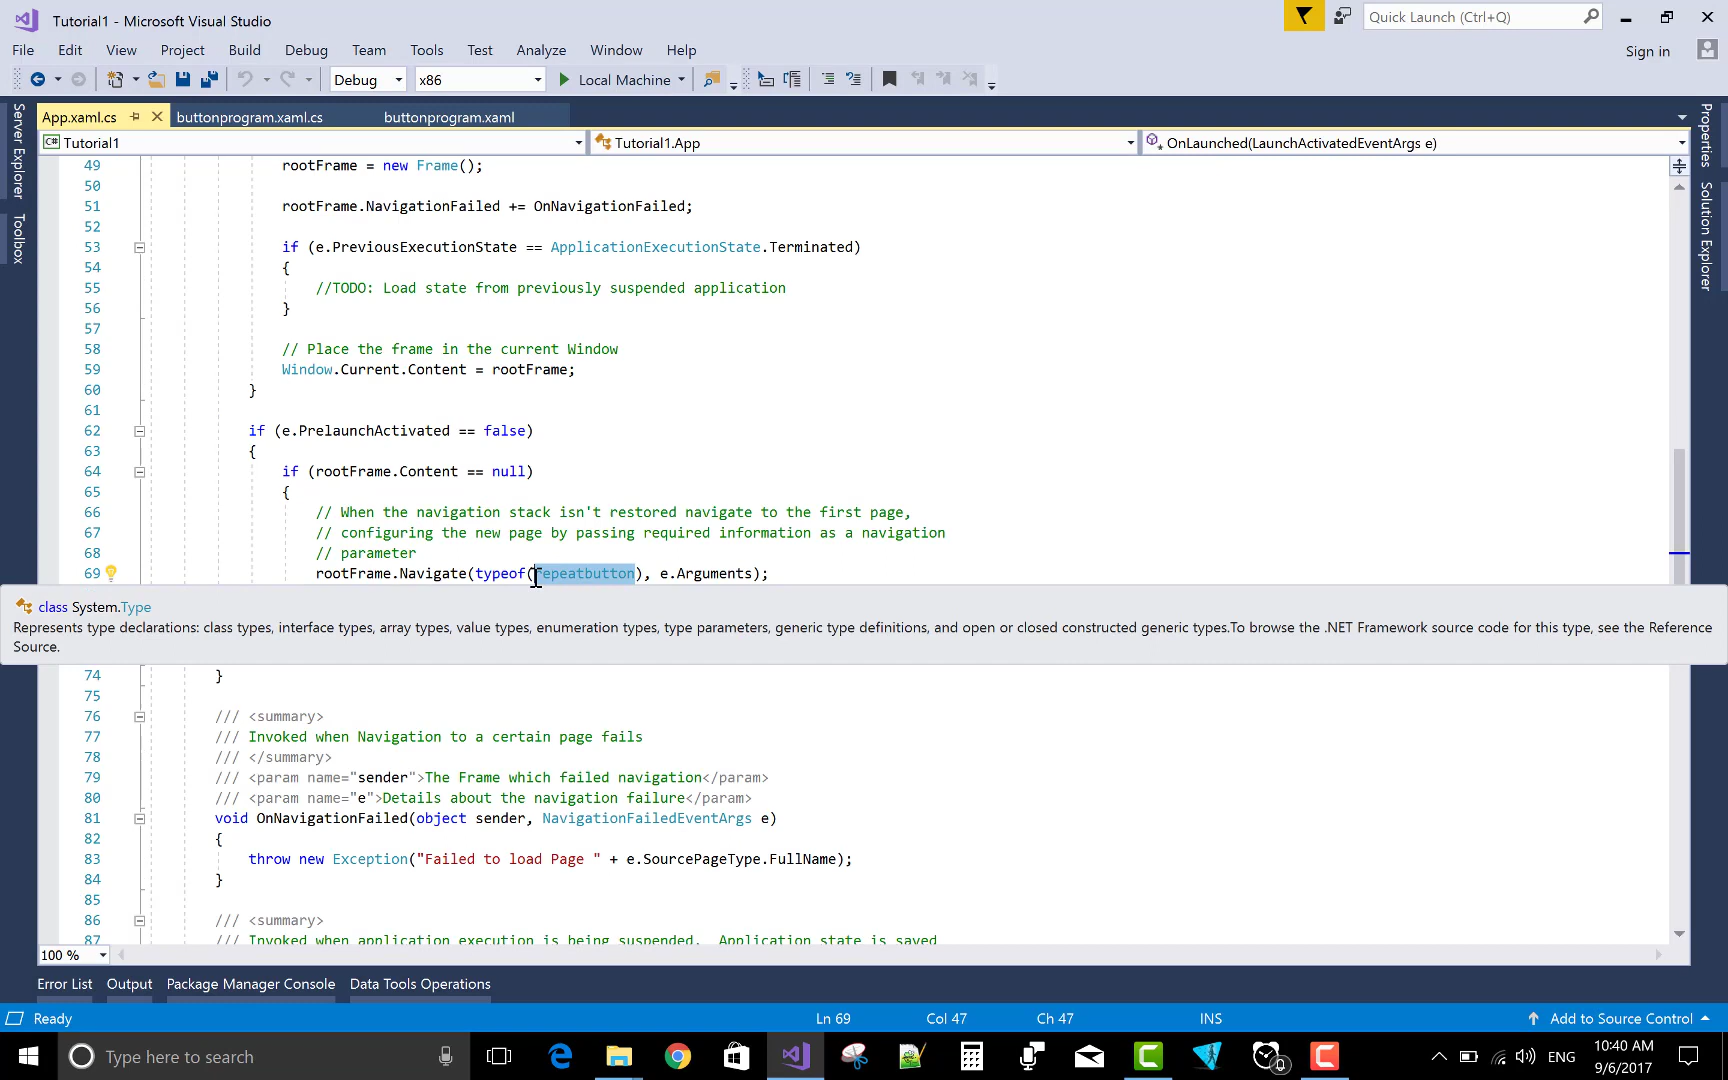 Tutorial1 - Microsoft Visual Studio
Quick Launch (Ctrl+Q)
File Edit View Project Build Debug Team Tools Test Analyze Window Help
Sign in
Debug x86 Local Machine
Server Explorer
Toolbox
Properties
Solution Explorer
App.xaml.cs buttonprogram.xaml.cs buttonprogram.xaml
C# Tutorial1 Tutorial1.App OnLaunched(LaunchActivatedEventArgs e)
49 rootFrame = new Frame();
50
51 rootFrame.NavigationFailed += OnNavigationFailed;
52
53 if (e.PreviousExecutionState == ApplicationExecutionState.Terminated)
54 {
55 //TODO: Load state from previously suspended application
56 }
57
58 // Place the frame in the current Window
59 Window.Current.Content = rootFrame;
60 }
61
62 if (e.PrelaunchActivated == false)
63 {
64 if (rootFrame.Content == null)
65 {
66 // When the navigation stack isn't restored navigate to the first page,
67 // configuring the new page by passing required information as a navigation
68 // parameter
69 rootFrame.Navigate(typeof(repeatbutton), e.Arguments);
class System.Type
Represents type declarations: class types, interface types, array types, value types, enumeration types, type parameters, generic type definitions, and open or closed constructed generic types.To browse the .NET Framework source code for this type, see the Reference
Source.
74 }
75
76 /// <summary>
77 /// Invoked when Navigation to a certain page fails
78 /// </summary>
79 /// <param name="sender">The Frame which failed navigation</param>
80 /// <param name="e">Details about the navigation failure</param>
81 void OnNavigationFailed(object sender, NavigationFailedEventArgs e)
82 {
83 throw new Exception("Failed to load Page " + e.SourcePageType.FullName);
84 }
85
86 /// <summary>
87 /// Invoked when application execution is being suspended.  Application state is saved
100 %
Error List Output Package Manager Console Data Tools Operations
Ready Ln 69 Col 47 Ch 47 INS Add to Source Control
Type here to search
ENG
10:40 AM
9/6/2017